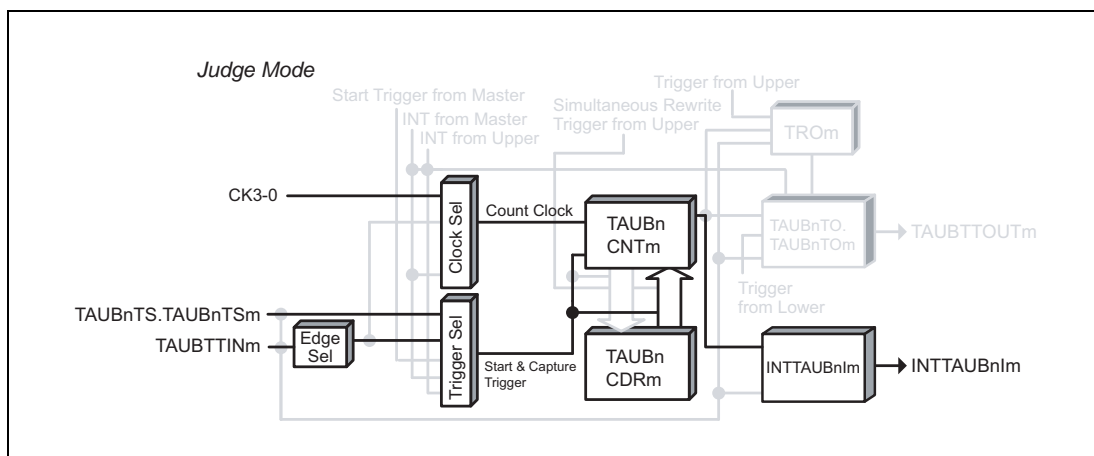 Judge Mode
Start Trigger from Master
INT from Master
INT from Upper
Simultaneous Rewrite
Trigger from Upper
Trigger from Upper
TROm
CK3-0
Clock Sel
Count Clock
TAUBn
CNTm
TAUBnTO.
TAUBnTOm
TAUBTTOUTm
Trigger
from Lower
TAUBnTS.TAUBnTSm
TAUBTTINm
Edge
Sel
Trigger Sel
Start & Capture
Trigger
TAUBn
CDRm
INTTAUBnIm
INTTAUBnIm